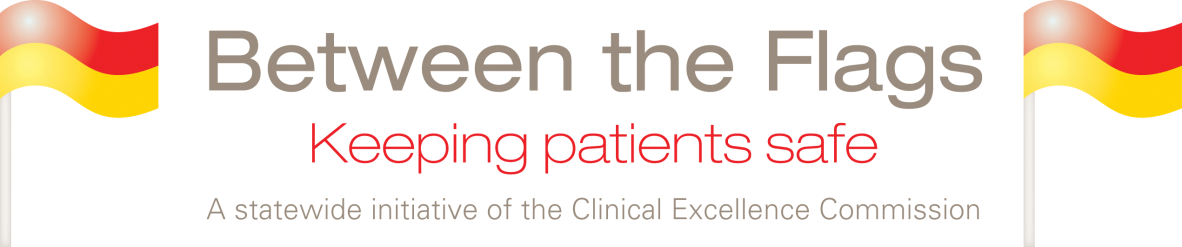 Between the Flags
Keeping patients safe
A statewide initiative of the Clinical Excellence Commission